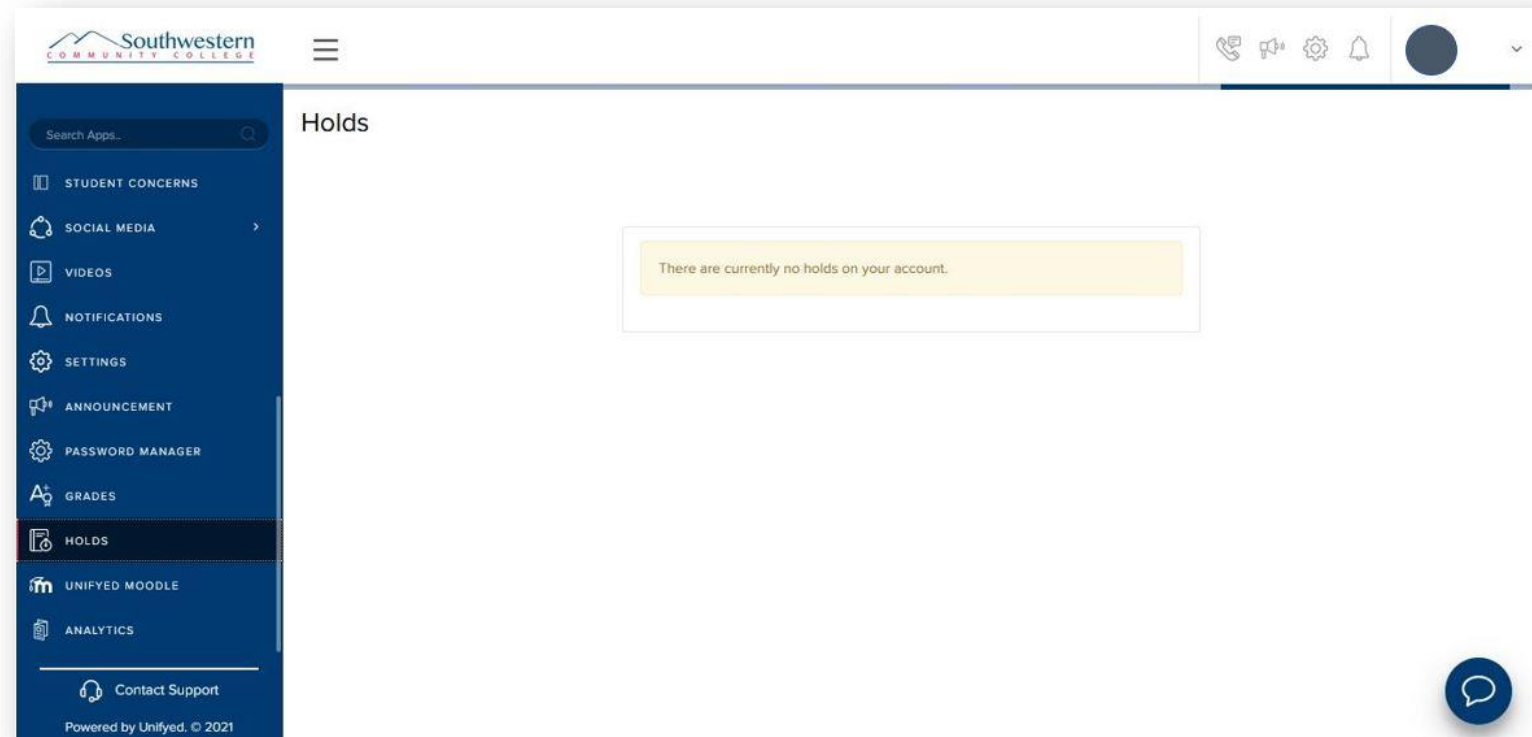 Southwestern
COMMUNITY COLLEGE
Search Apps...
STUDENT CONCERNS
SOCIAL MEDIA
VIDEOS
NOTIFICATIONS
SETTINGS
ANNOUNCEMENT
PASSWORD MANAGER
GRADES
HOLDS
UNIFYED MOODLE
ANALYTICS
Contact Support
Powered by Unifyed. © 2021
Holds
There are currently no holds on your account.